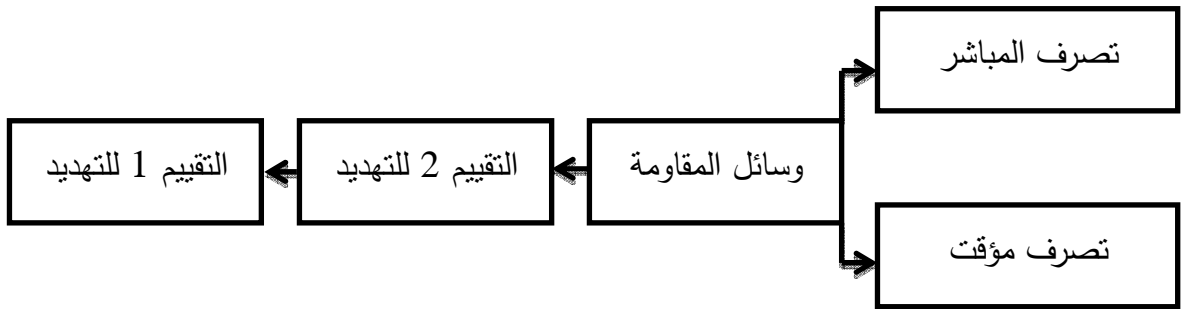 تصرف المباشر
وسائل المقاومة
التقييم 2 للتهديد
التقييم 1 للتهديد
تصرف مؤقت